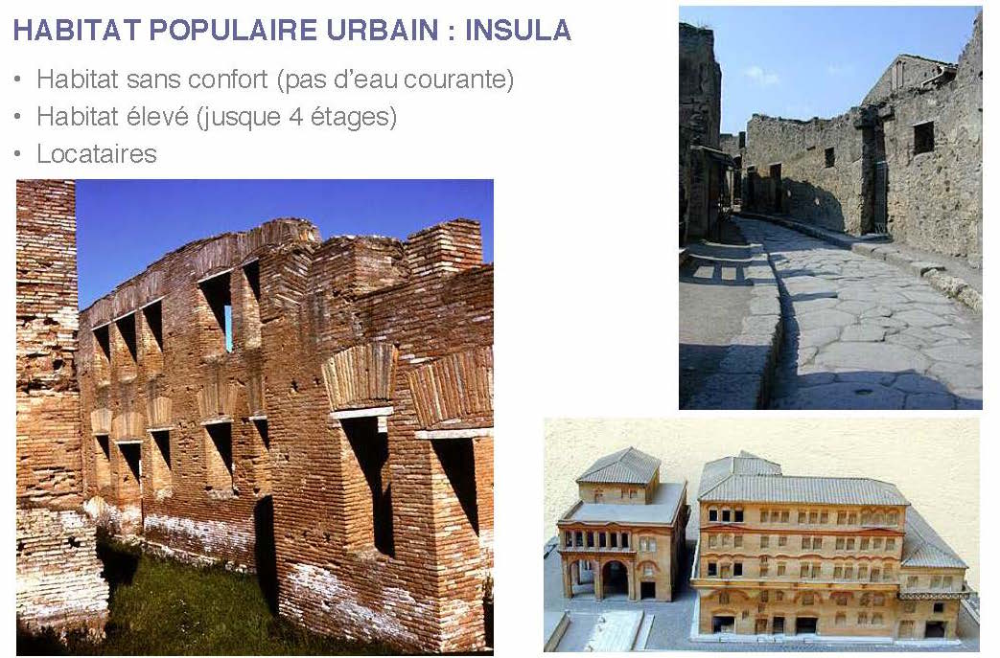 HABITAT POPULAIRE URBAIN : INSULA
• Habitat sans confort (pas d'eau courante)
• Habitat élevé (jusque 4 étages)
• Locataires